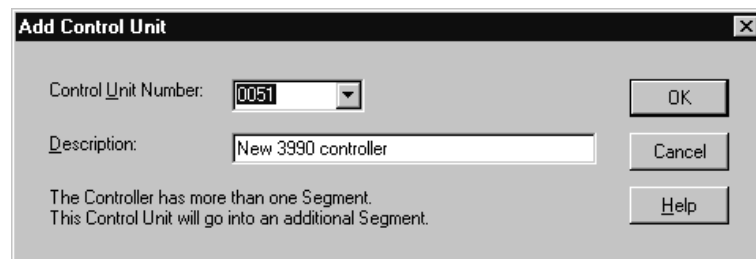 Add Control Unit
Control Unit Number: 0051
OK
Description: New 3990 controller
Cancel
The Controller has more than one Segment.
This Control Unit will go into an additional Segment.
Help